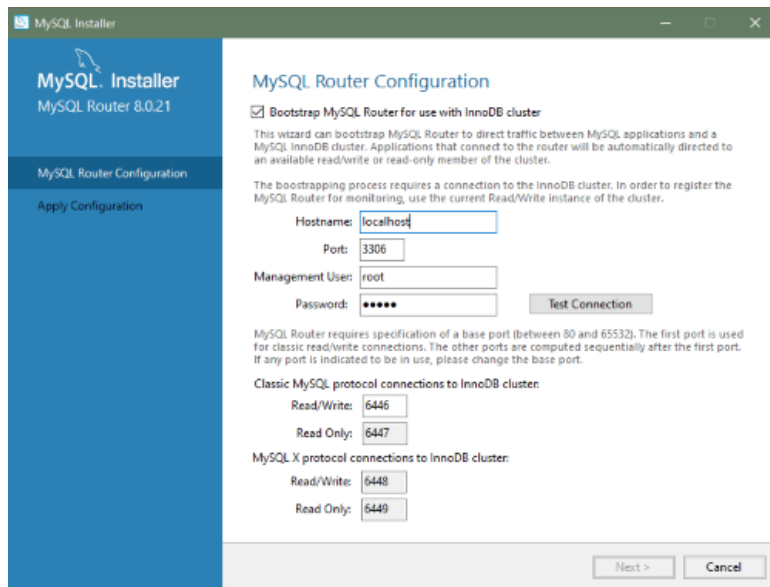 MySQL Installer
MySQL. Installer
MySQL Router 8.0.21
MySQL Router Configuration
Apply Configuration
MySQL Router Configuration
Bootstrap MySQL Router for use with InnoDB cluster
This wizard can bootstrap MySQL Router to direct traffic between MySQL applications and a
MySQL InnoDB cluster. Applications that connect to the router will be automatically directed to
an available read/write or read-only member of the cluster.
The boostrapping process requires a connection to the InnoDB cluster. In order to register the
MySQL Router for monitoring, use the current Read/Write instance of the cluster.
Hostname: localhost
Port: 3306
Management User: root
Password: ●●●●●
Test Connection
MySQL Router requires specification of a base port (between 80 and 65532). The first port is used
for classic read/write connections. The other ports are computed sequentially after the first port.
If any port is indicated to be in use, please change the base port.
Classic MySQL protocol connections to InnoDB cluster:
Read/Write: 6446
Read Only: 6447
MySQL X protocol connections to InnoDB cluster:
Read/Write: 6448
Read Only: 6449
Next >
Cancel